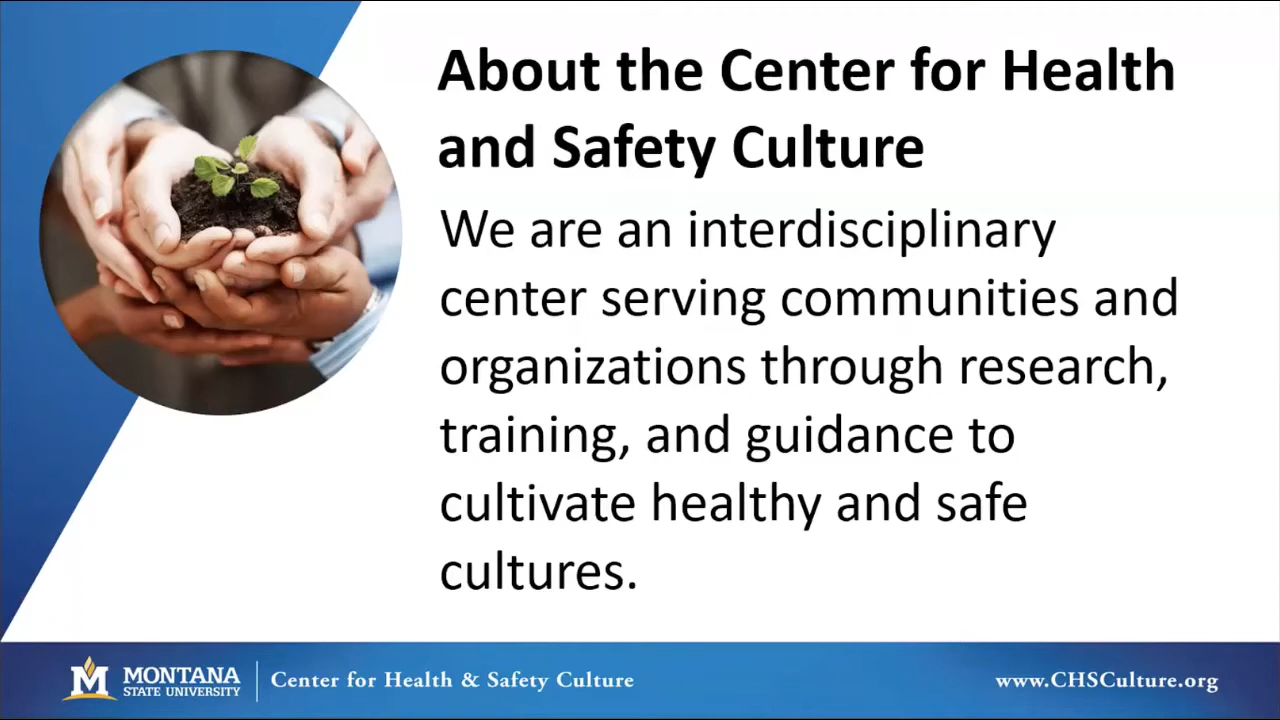 About the Center for Health
and Safety Culture
We are an interdisciplinary
center serving communities and
organizations through research,
training, and guidance to
cultivate healthy and safe
cultures.
M MONTANA
STATE UNIVERSITY
Center for Health & Safety Culture
www.CHSCulture.org